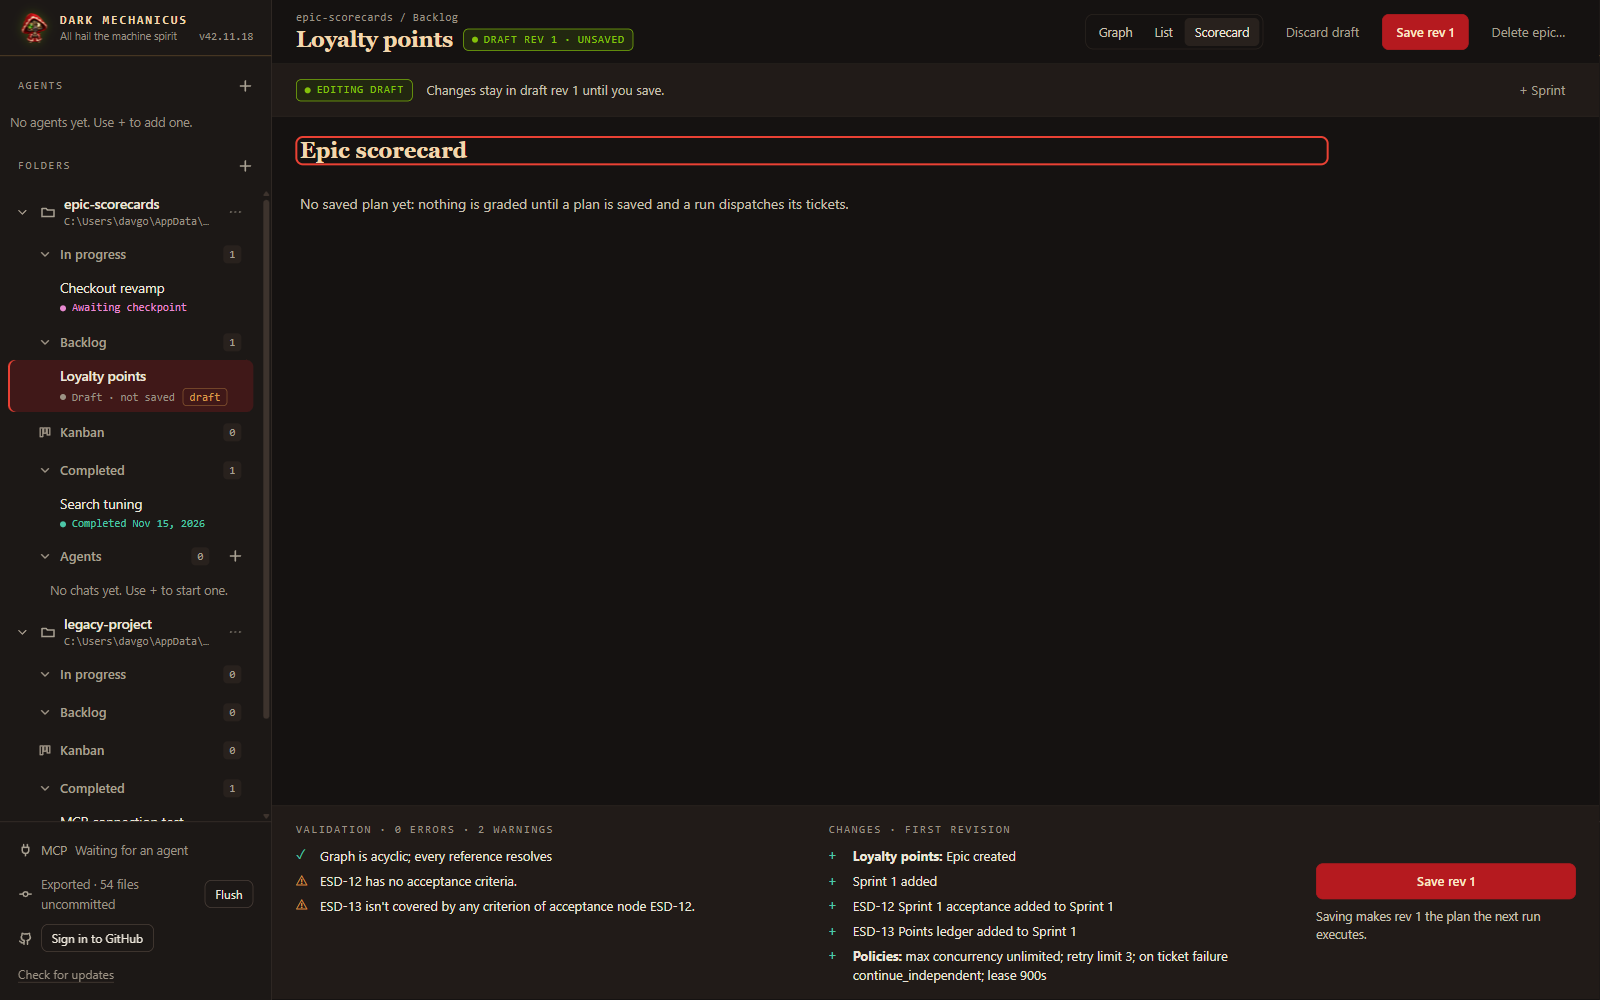 DARK MECHANICUS
All hail the machine spirit v42.11.18
AGENTS
No agents yet. Use + to add one.
FOLDERS
epic-scorecards
C:\Users\davgo\AppData\…
In progress 1
Checkout revamp
Awaiting checkpoint
Backlog 1
Loyalty points
Draft · not saved draft
Kanban 0
Completed 1
Search tuning
Completed Nov 15, 2026
Agents 0
No chats yet. Use + to start one.
legacy-project
C:\Users\davgo\AppData\…
In progress 0
Backlog 0
Kanban 0
Completed 1
MCP connection test
MCP Waiting for an agent
Exported · 54 files
uncommitted
Flush
Sign in to GitHub
Check for updates
epic-scorecards / Backlog
Loyalty points DRAFT REV 1 · UNSAVED
Graph List Scorecard Discard draft Save rev 1 Delete epic…
EDITING DRAFT Changes stay in draft rev 1 until you save. + Sprint
Epic scorecard
No saved plan yet: nothing is graded until a plan is saved and a run dispatches its tickets.
VALIDATION · 0 ERRORS · 2 WARNINGS
✓ Graph is acyclic; every reference resolves
⚠ ESD-12 has no acceptance criteria.
⚠ ESD-13 isn't covered by any criterion of acceptance node ESD-12.
CHANGES · FIRST REVISION
+ Loyalty points: Epic created
+ Sprint 1 added
+ ESD-12 Sprint 1 acceptance added to Sprint 1
+ ESD-13 Points ledger added to Sprint 1
+ Policies: max concurrency unlimited; retry limit 3; on ticket failure
continue_independent; lease 900s
Save rev 1
Saving makes rev 1 the plan the next run
executes.